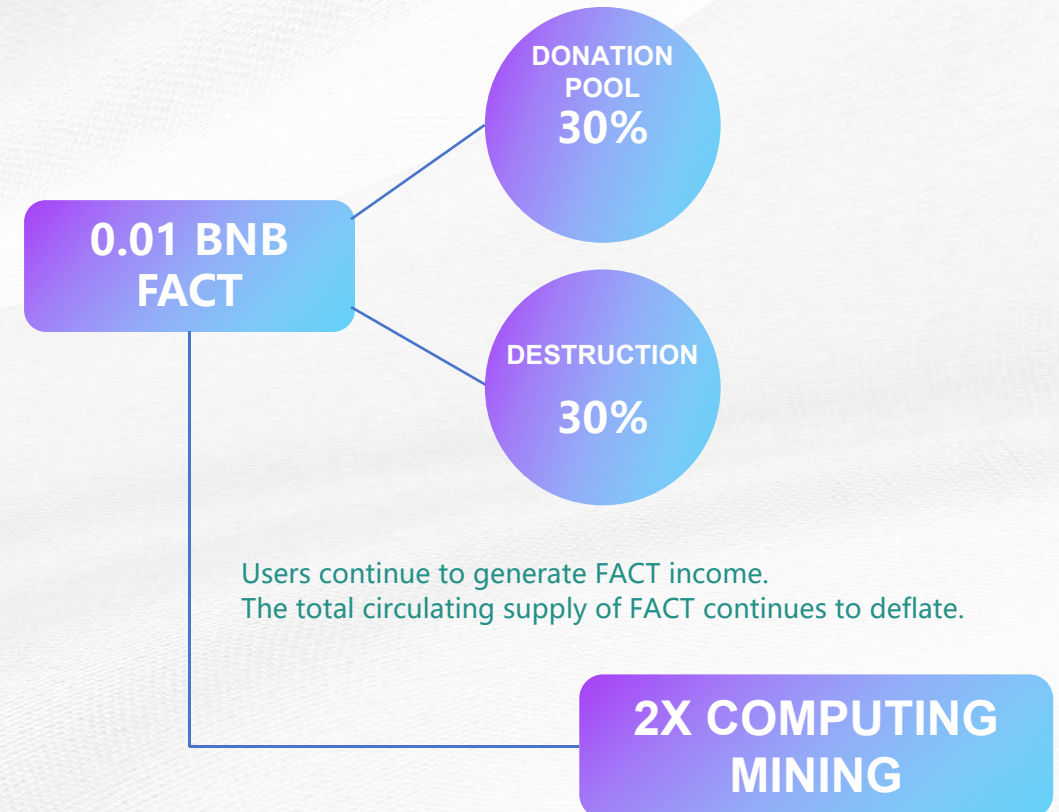 DONATION
POOL
30%
0.01 BNB
FACT
DESTRUCTION
30%
Users continue to generate FACT income.
The total circulating supply of FACT continues to deflate.
2X COMPUTING
MINING